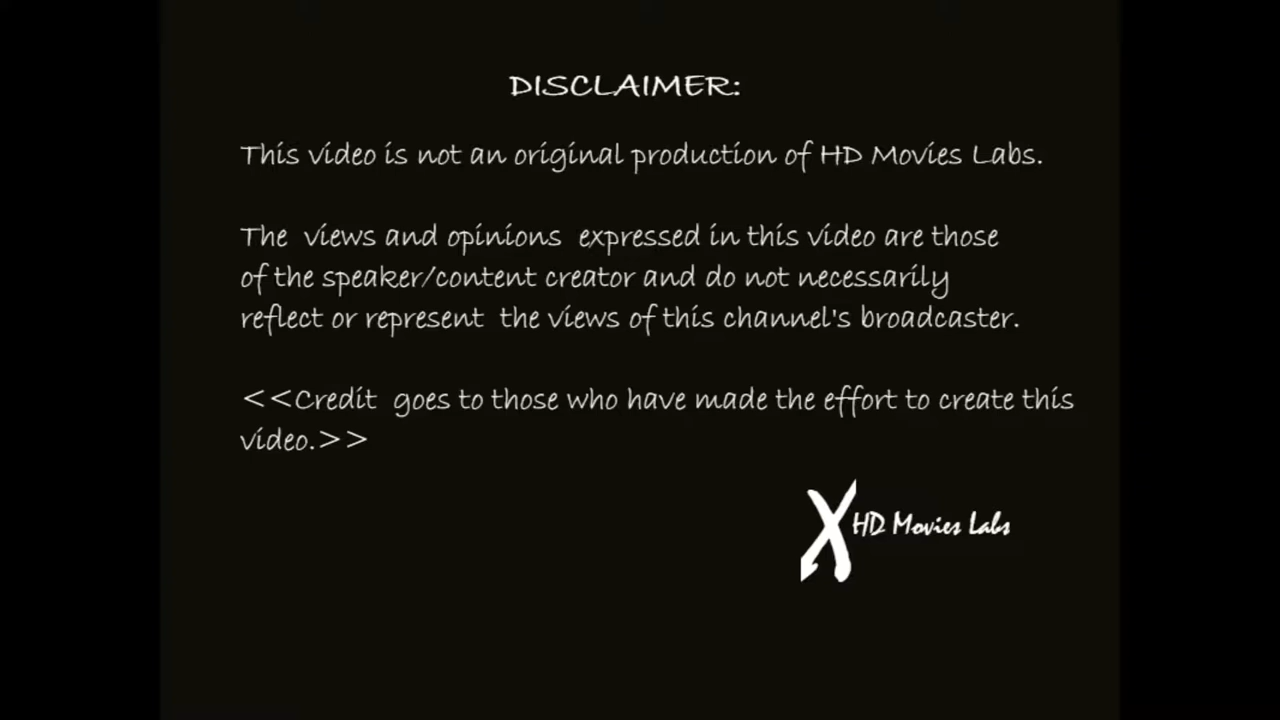 DISCLAIMER:
This video is not an original production of HD Movies Labs.
The views and opinions expressed in this video are those
of the speaker/content creator and do not necessarily
reflect or represent the views of this channel's broadcaster.
<<Credit goes to those who have made the effort to create this
video.>>
X HD Movies Labs